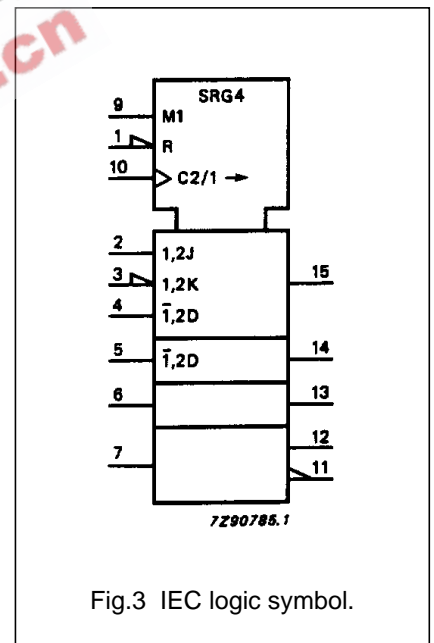 .cn
SRG4
9 M1
1 R
10 C2/1 →
2 1,2J
3 1,2K 15
4 1̄,2D
5 1̄,2D 14
6 13
12
7 11
7Z90785.1
Fig.3 IEC logic symbol.